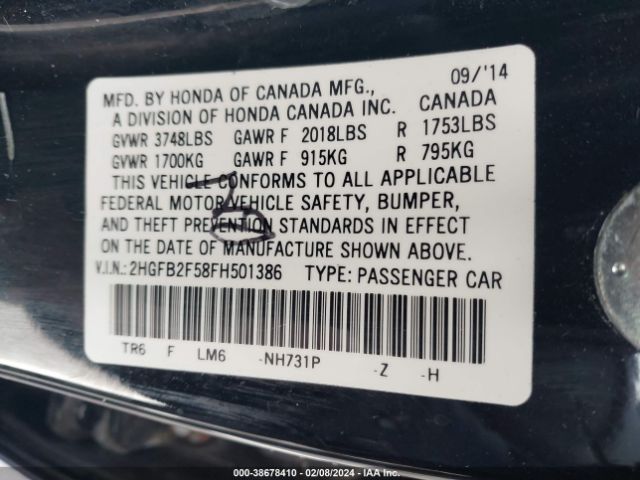 09/'14
MFD. BY HONDA OF CANADA MFG., CANADA
A DIVISION OF HONDA CANADA INC.
GVWR 3748LBS GAWR F 2018LBS R 1753LBS
GVWR 1700KG GAWR F 915KG R 795KG
THIS VEHICLE CONFORMS TO ALL APPLICABLE
FEDERAL MOTOR VEHICLE SAFETY, BUMPER,
AND THEFT PREVENTION STANDARDS IN EFFECT
ON THE DATE OF MANUFACTURE SHOWN ABOVE.
V.I.N.:2HGFB2F58FH501386 TYPE: PASSENGER CAR
TR6 F LM6 -NH731P -Z -H
000-38678410 - 02/08/2024 - IAA Inc.